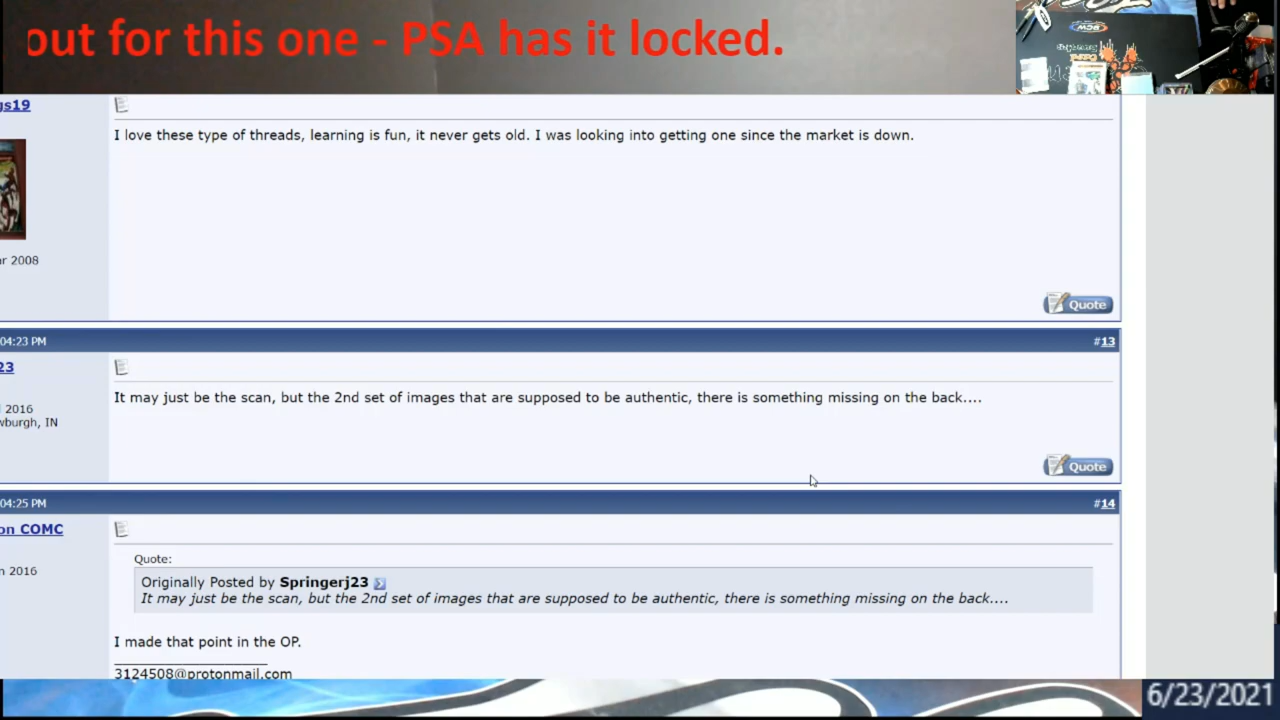 out for this one - PSA has it locked.
gs19
I love these type of threads, learning is fun, it never gets old. I was looking into getting one since the market is down.
r 2008
Quote
04:23 PM
#13
23
It may just be the scan, but the 2nd set of images that are supposed to be authentic, there is something missing on the back....
2016
wburgh, IN
Quote
04:25 PM
#14
on COMC
Quote:
n 2016
Originally Posted by Springerj23
It may just be the scan, but the 2nd set of images that are supposed to be authentic, there is something missing on the back....
I made that point in the OP.
3124508@protonmail.com
6/23/2021